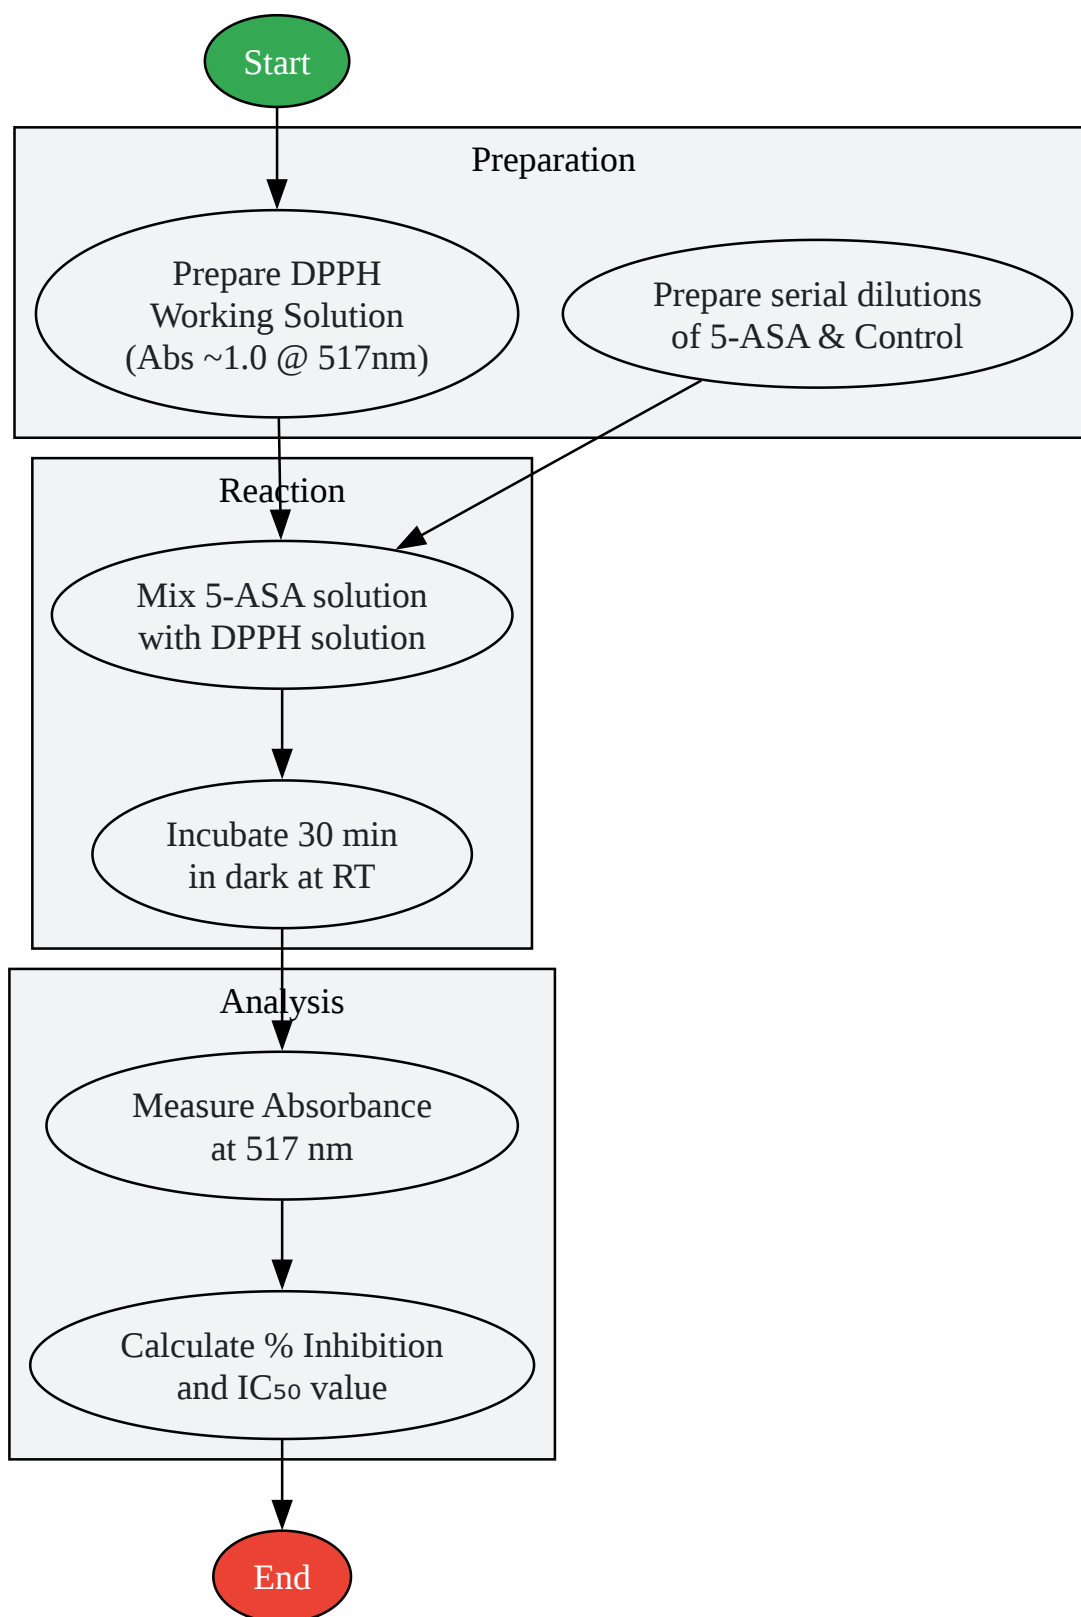 Start
Preparation
Prepare DPPH
Working Solution
(Abs ~1.0 @ 517nm)
Prepare serial dilutions
of 5-ASA & Control
Reaction
Mix 5-ASA solution
with DPPH solution
Incubate 30 min
in dark at RT
Analysis
Measure Absorbance
at 517 nm
Calculate % Inhibition
and IC₅₀ value
End